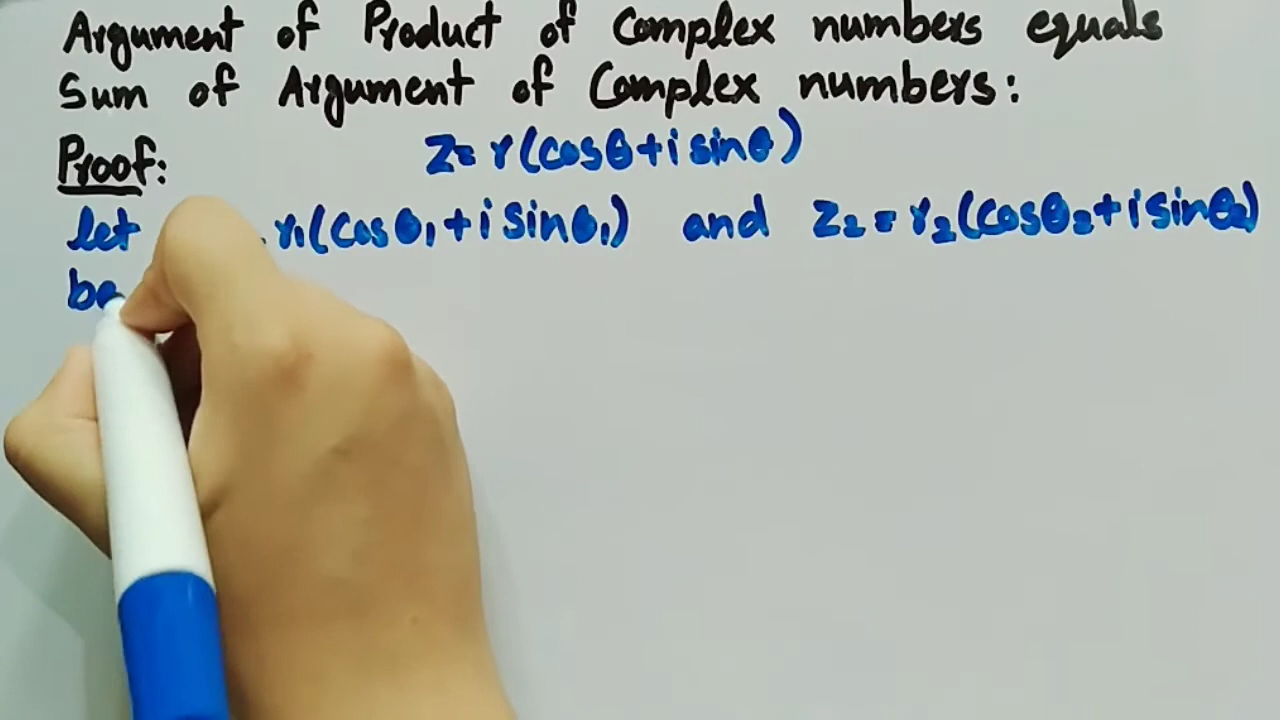 Argument of Product of Complex numbers equals
Sum of Argument of Complex numbers:
Proof: z=r(cosθ+i sinθ)
let r₁(cosθ₁+i sinθ₁) and z₂=r₂(cosθ₂+i sinθ₂)
be